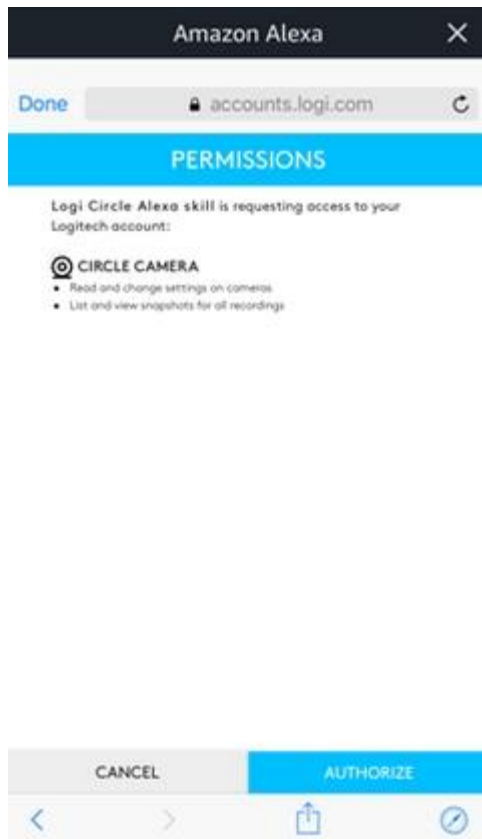 Amazon Alexa
Done accounts.logi.com
PERMISSIONS
Logi Circle Alexa skill is requesting access to your
Logitech account:
CIRCLE CAMERA
Read and change settings on cameras
List and view snapshots for all recordings
CANCEL AUTHORIZE